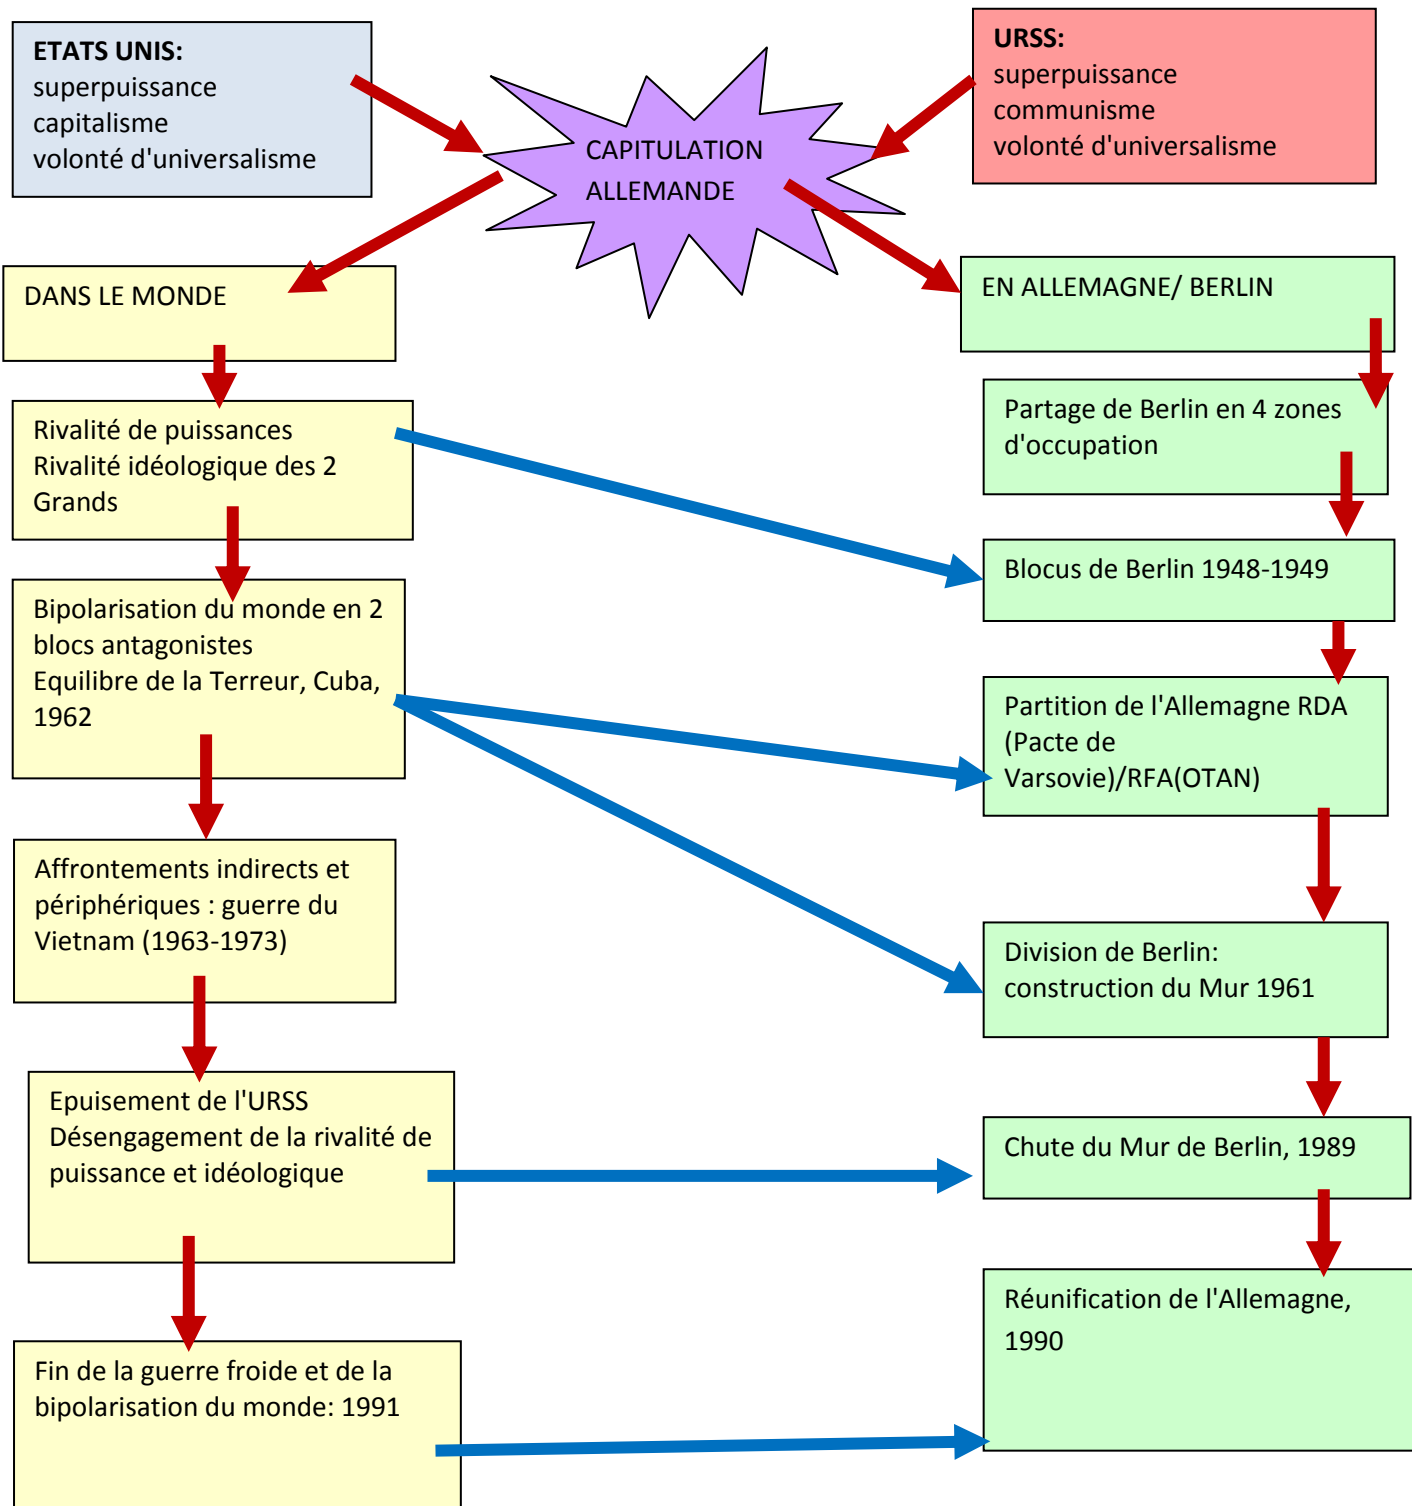 ETATS UNIS:
superpuissance
capitalisme
volonté d'universalisme
CAPITULATION
ALLEMANDE
URSS:
superpuissance
communisme
volonté d'universalisme
DANS LE MONDE
Rivalité de puissances
Rivalité idéologique des 2
Grands
Bipolarisation du monde en 2
blocs antagonistes
Equilibre de la Terreur, Cuba,
1962
Affrontements indirects et
périphériques : guerre du
Vietnam (1963-1973)
Epuisement de l'URSS
Désengagement de la rivalité de
puissance et idéologique
Fin de la guerre froide et de la
bipolarisation du monde: 1991
EN ALLEMAGNE/ BERLIN
Partage de Berlin en 4 zones
d'occupation
Blocus de Berlin 1948-1949
Partition de l'Allemagne RDA
(Pacte de
Varsovie)/RFA(OTAN)
Division de Berlin:
construction du Mur 1961
Chute du Mur de Berlin, 1989
Réunification de l'Allemagne,
1990